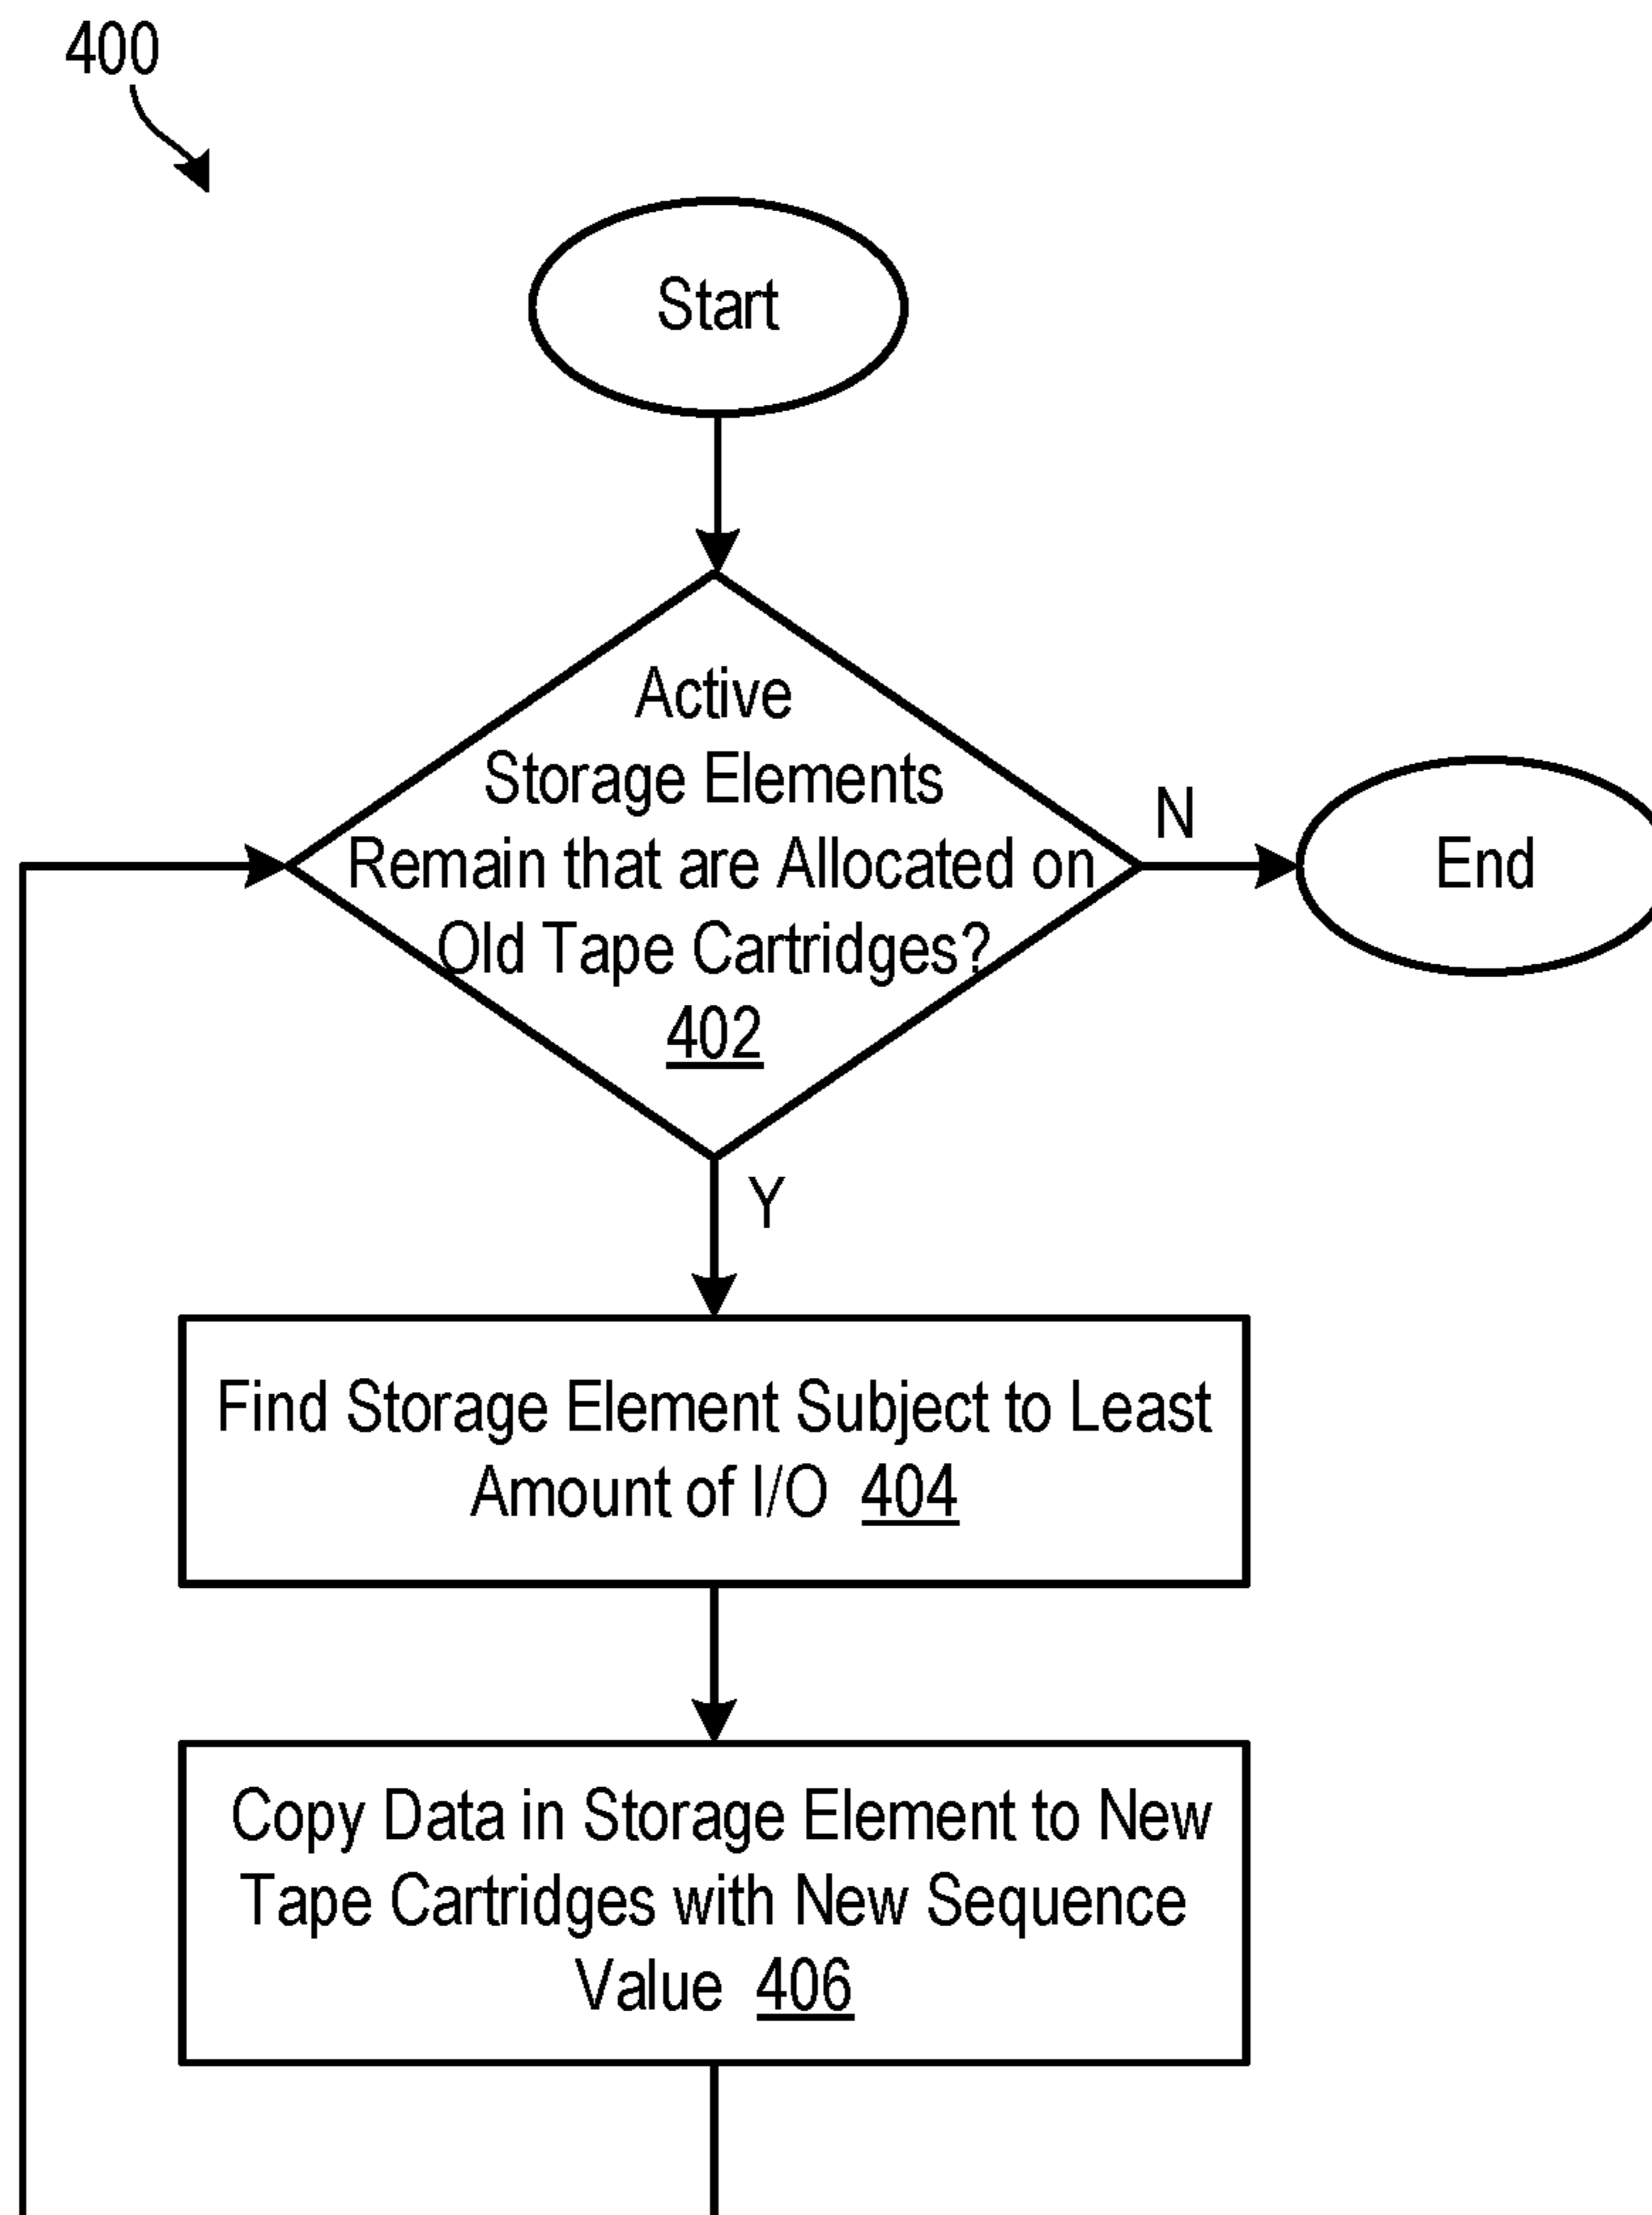 400
Start
Active
Storage Elements
Remain that are Allocated on
Old Tape Cartridges?
402
N
End
Y
Find Storage Element Subject to Least
Amount of I/O 404
Copy Data in Storage Element to New
Tape Cartridges with New Sequence
Value 406